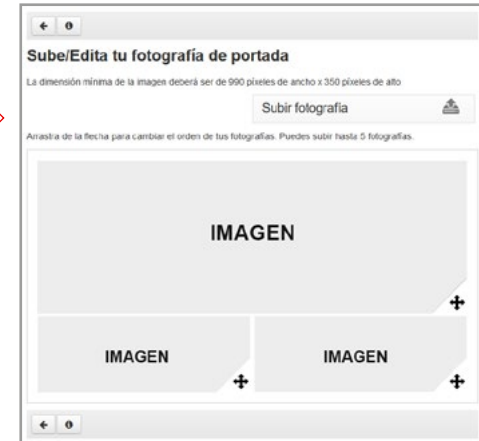 Sube/Edita tu fotografía de portada
La dimensión mínima de la imagen deberá ser de 990 píxeles de ancho x 350 píxeles de alto
Subir fotografía
Arrastra de la flecha para cambiar el orden de tus fotografías. Puedes subir hasta 5 fotografías.
IMAGEN
IMAGEN IMAGEN